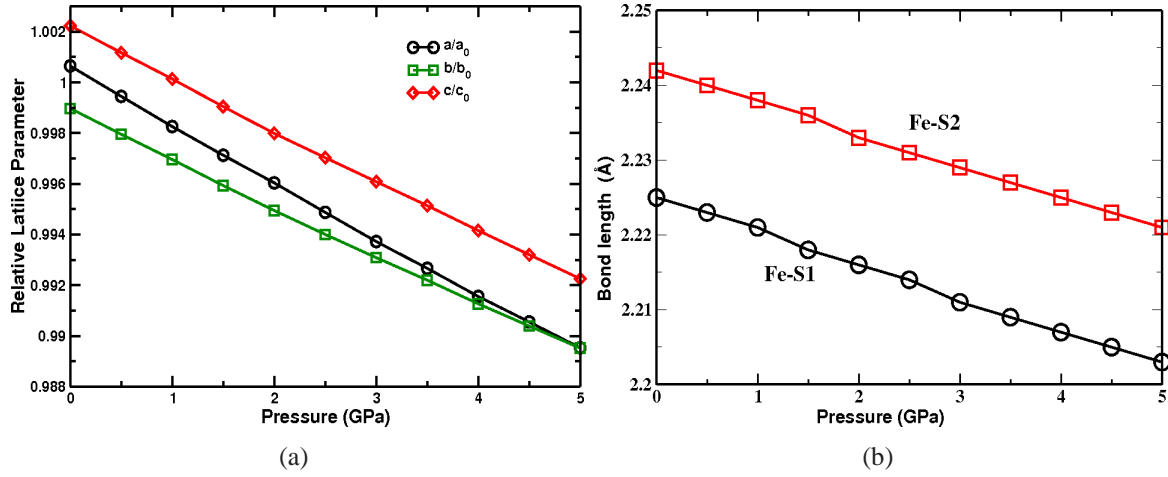 1.002
1
0.998
0.996
0.994
0.992
0.99
0.988
Relative Latiice Parameter
a/a0
b/b0
c/c0
0 1 2 3 4 5
Pressure (GPa)
(a)
2.25
2.24
2.23
2.22
2.21
2.2
Bond length (Å)
Fe-S2
Fe-S1
0 1 2 3 4 5
Pressure (GPa)
(b)